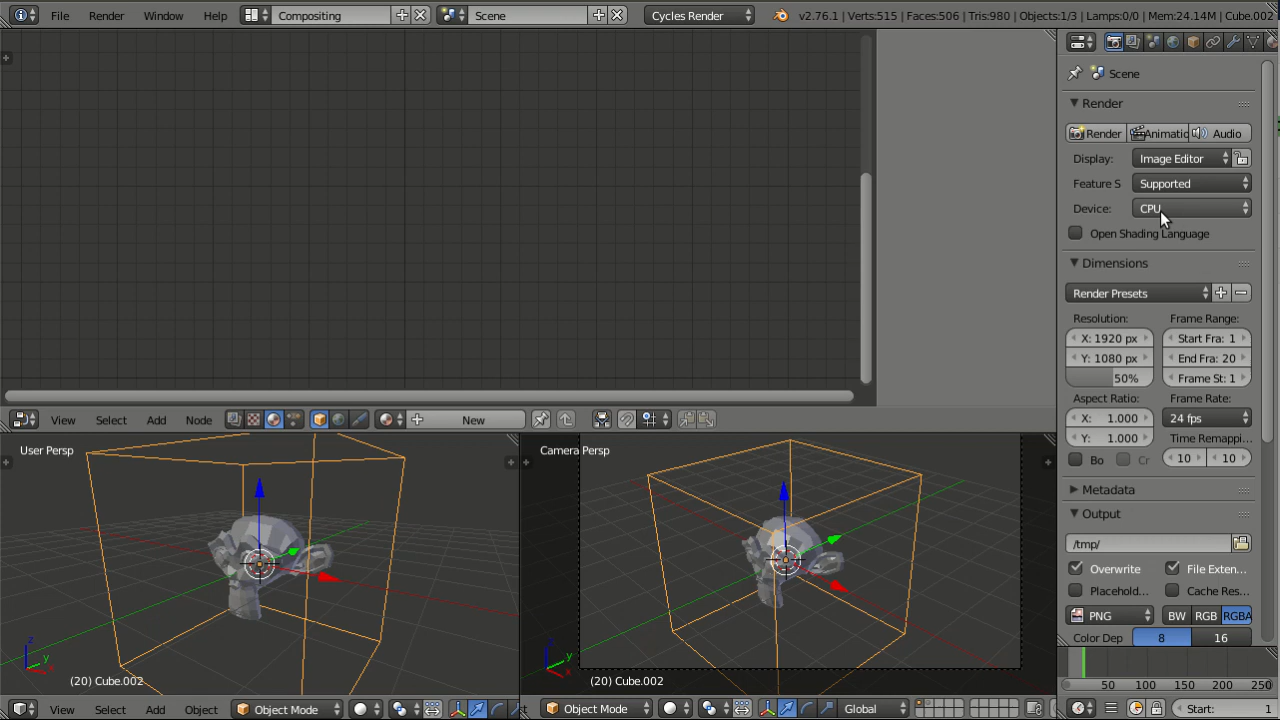 File Render Window Help Compositing Scene Cycles Render v2.76.1 | Verts:515 | Faces:506 | Tris:980 | Objects:1/3 | Lamps:0/0 | Mem:24.14M | Cube.002
Scene
Render
Render Animatic Audio
Display: Image Editor
Feature S Supported
Device: CPU
Open Shading Language
Dimensions
Render Presets
Resolution: Frame Range:
X: 1920 px Start Fra: 1
Y: 1080 px End Fra: 20
50% Frame St: 1
Aspect Ratio: Frame Rate:
X: 1.000 24 fps
Y: 1.000 Time Remappi...
Bo Cr 10 10
Metadata
Output
/tmp/
Overwrite File Exten...
Placehold... Cache Res...
PNG BW RGB RGBA
Color Dep 8 16
View Select Add Node New
User Persp
Camera Persp
z
y
x
z
y
x
(20) Cube.002
(20) Cube.002
50 100 150 200 250
View Select Add Object Object Mode
Object Mode Global
Start: 1